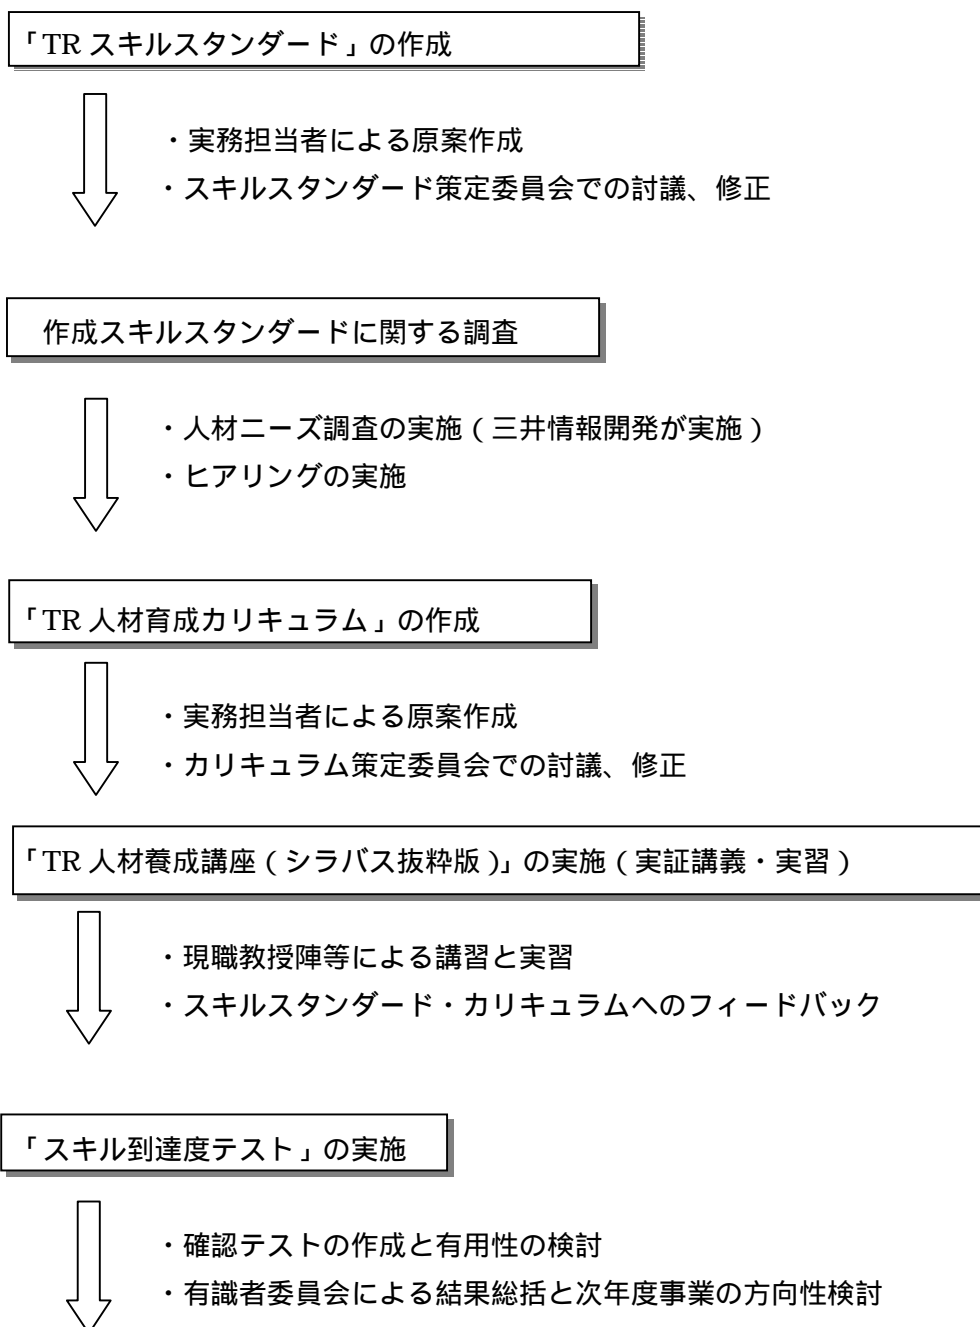 「TR スキルスタンダード」の作成
・実務担当者による原案作成
・スキルスタンダード策定委員会での討議、修正
作成スキルスタンダードに関する調査
・人材ニーズ調査の実施(三井情報開発が実施)
・ヒアリングの実施
「TR 人材育成カリキュラム」の作成
・実務担当者による原案作成
・カリキュラム策定委員会での討議、修正
「TR 人材養成講座(シラバス抜粋版)」の実施(実証講義・実習)
・現職教授陣等による講習と実習
・スキルスタンダード・カリキュラムへのフィードバック
「スキル到達度テスト」の実施
・確認テストの作成と有用性の検討
・有識者委員会による結果総括と次年度事業の方向性検討